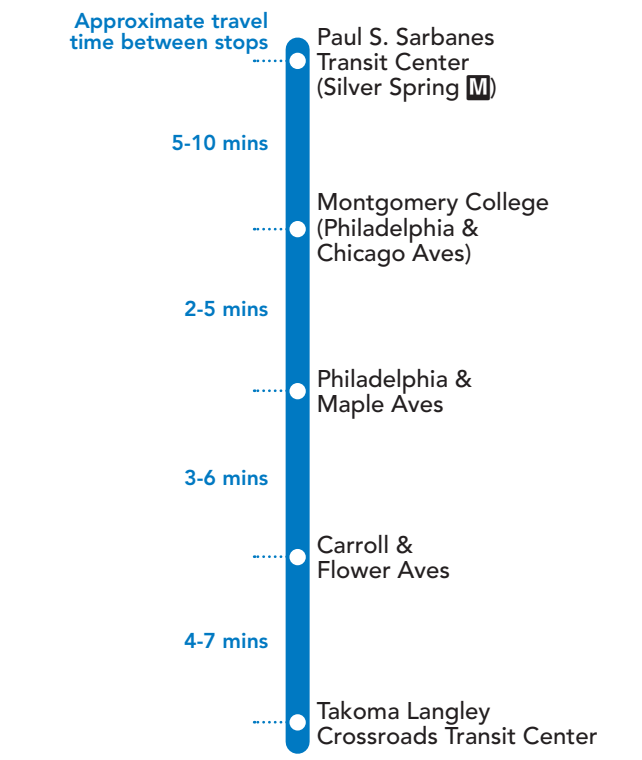 Approximate travel
time between stops
Paul S. Sarbanes
Transit Center
(Silver Spring M)
5-10 mins
Montgomery College
(Philadelphia &
Chicago Aves)
2-5 mins
Philadelphia &
Maple Aves
3-6 mins
Carroll &
Flower Aves
4-7 mins
Takoma Langley
Crossroads Transit Center